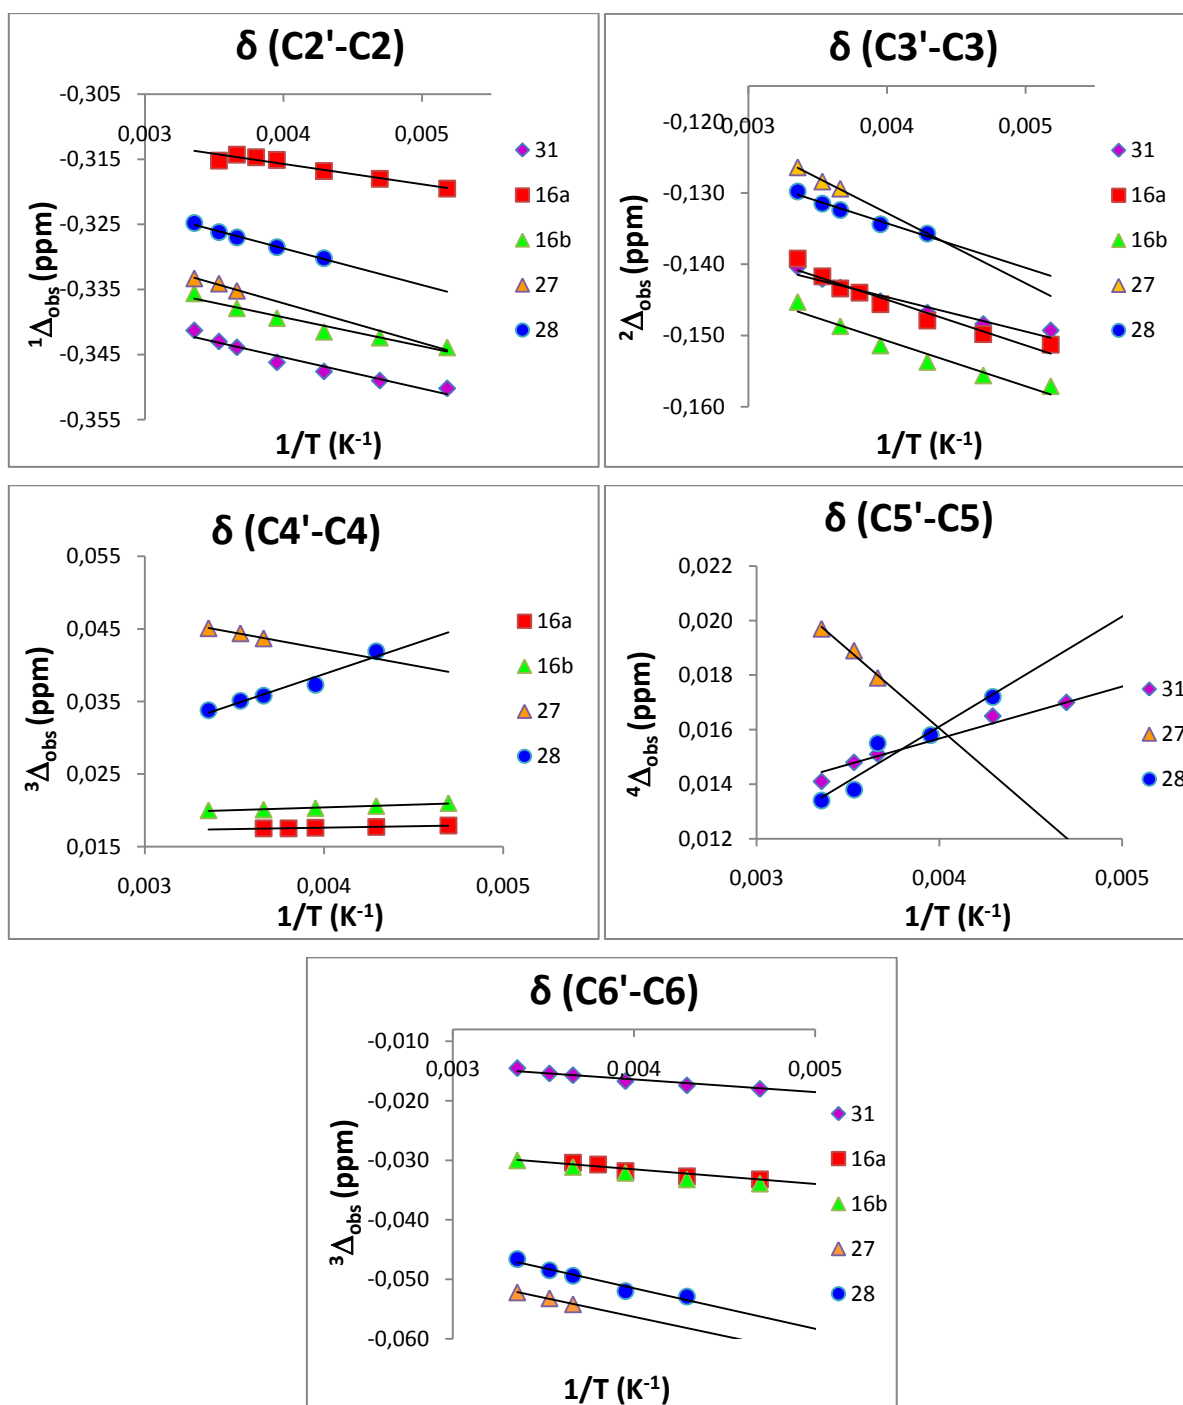 δ (C2'-C2)
-0,305
0,003 0,004 0,005
-0,315
-0,325
-0,335
-0,345
-0,355
¹Δobs (ppm)
1/T (K⁻¹)
31
16a
16b
27
28
δ (C3'-C3)
-0,120
0,003 0,004 0,005
-0,130
-0,140
-0,150
-0,160
²Δobs (ppm)
1/T (K⁻¹)
31
16a
16b
27
28
δ (C4'-C4)
0,055
0,045
0,035
0,025
0,015
0,003 0,004 0,005
³Δobs (ppm)
1/T (K⁻¹)
16a
16b
27
28
δ (C5'-C5)
0,022
0,020
0,018
0,016
0,014
0,012
0,003 0,004 0,005
⁴Δobs (ppm)
1/T (K⁻¹)
31
27
28
δ (C6'-C6)
-0,010
0,003 0,004 0,005
-0,020
-0,030
-0,040
-0,050
-0,060
³Δobs (ppm)
1/T (K⁻¹)
31
16a
16b
27
28